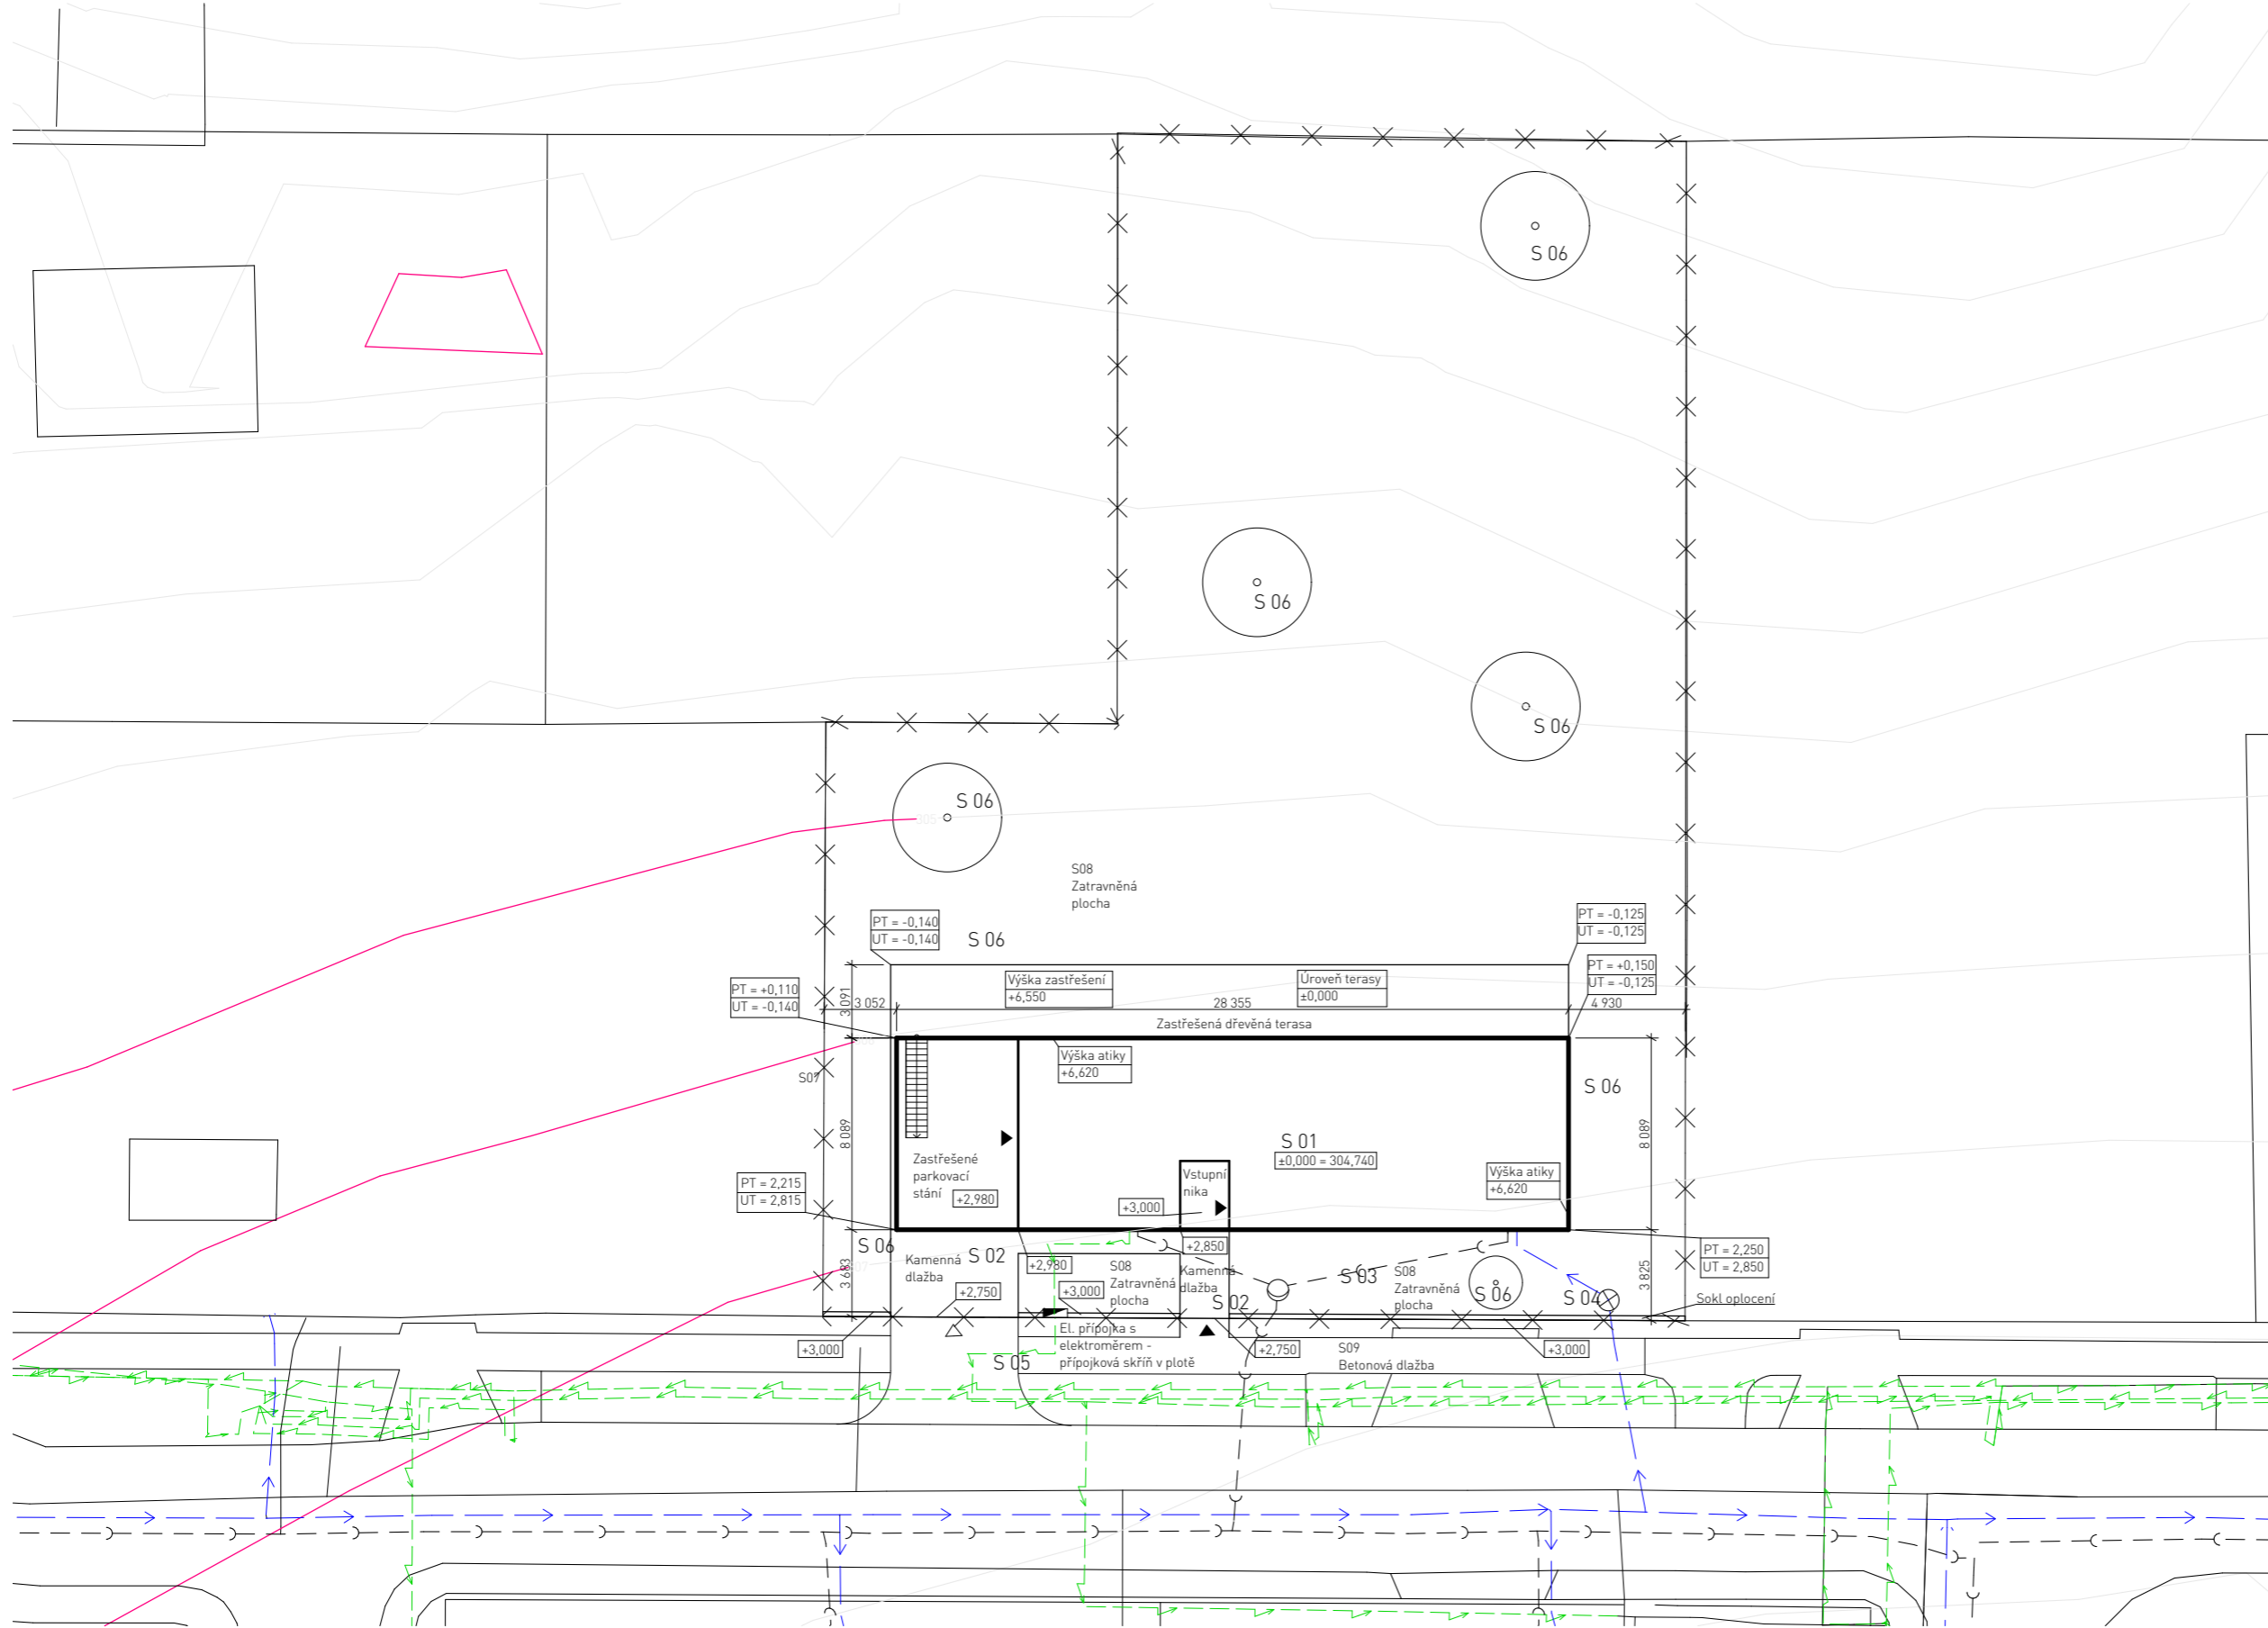 S 06
S 06
S 06
S 06
S08
Zatravněná
plocha
PT = -0,140
UT = -0,140
S 06
PT = -0,125
UT = -0,125
PT = +0,110
UT = -0,140
3 091
3 052
Výška zastřešení
+6,550
28 355
Úroveň terasy
±0,000
PT = +0,150
UT = -0,125
4 930
Zastřešená dřevěná terasa
Výška atiky
+6,620
S07
S 06
8 089
Zastřešené
parkovací
stání
+2,980
S 01
±0,000 = 304,740
8 089
Vstupní
nika
+3,000
Výška atiky
+6,620
PT = 2,215
UT = 2,815
S 06
3 683
Kamenná
dlažba
S 02
+2,750
+2,980
+3,000
S08
Zatravněná
plocha
+2,850
Kamenná
dlažba
S 02
S 03
S08
Zatravněná
plocha
S 06
S 04
3 825
PT = 2,250
UT = 2,850
Sokl oplocení
+3,000
S 05
El. přípojka s
elektroměrem -
přípojková skříň v plotě
+2,750
S09
Betonová dlažba
+3,000